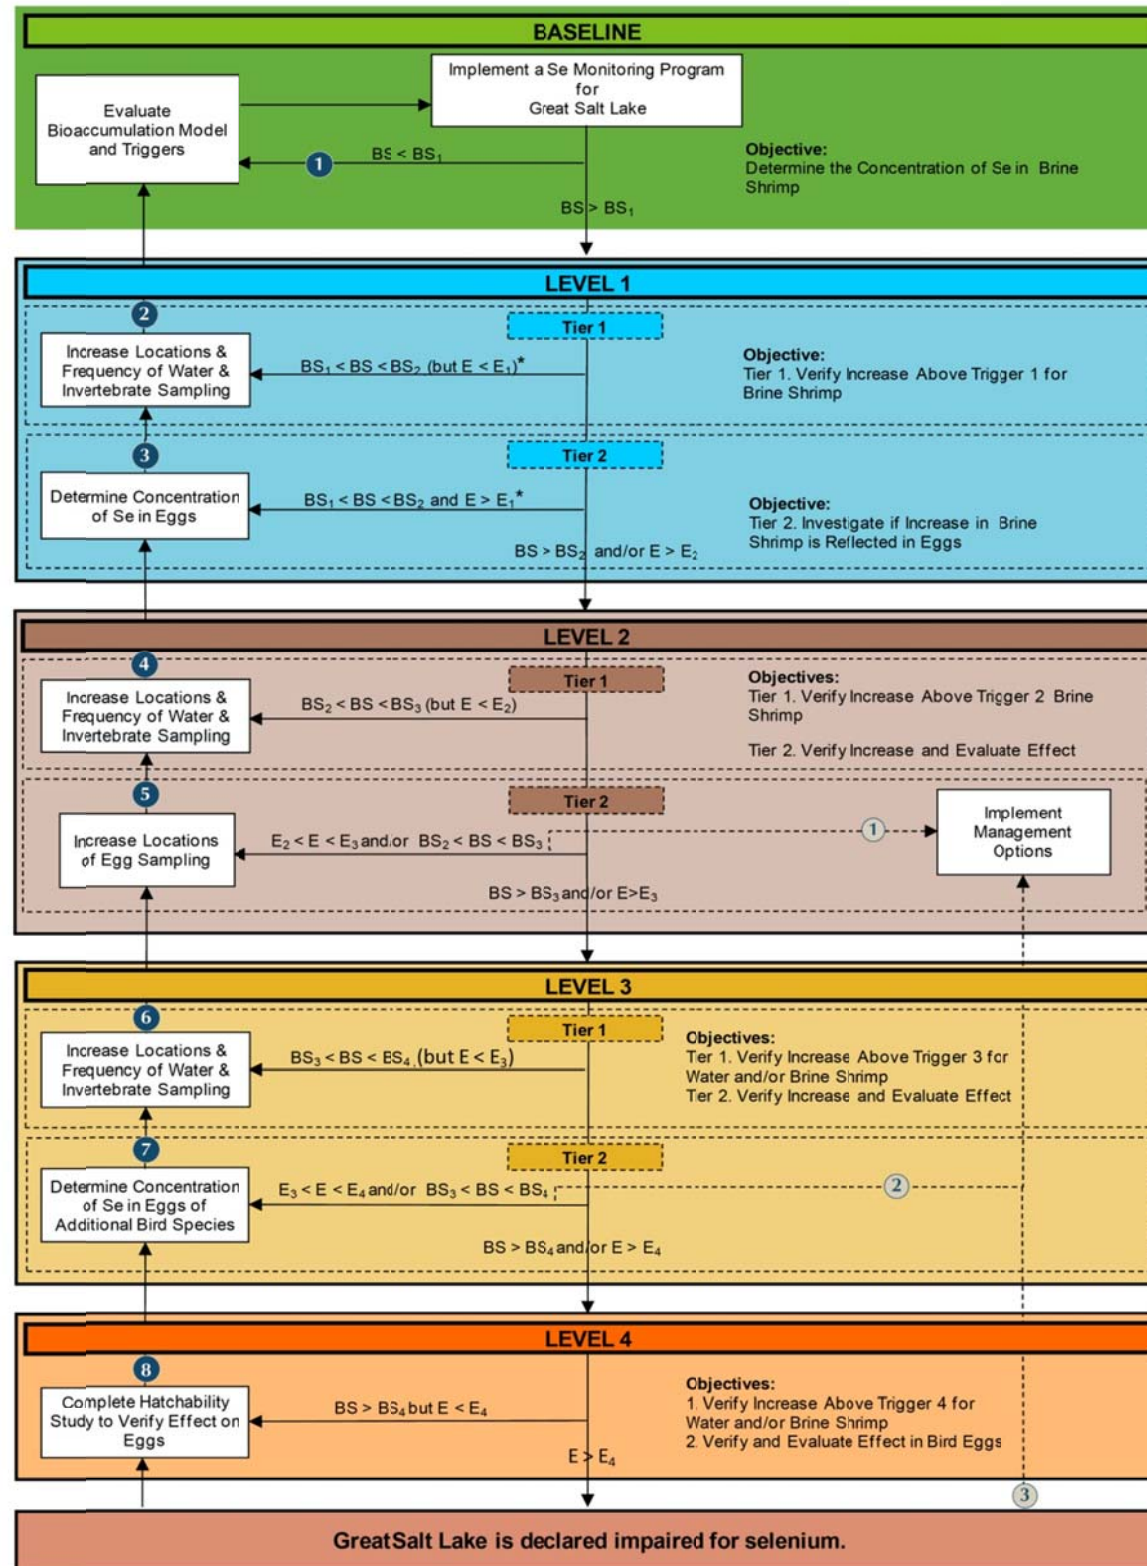 BASELINE
Implement a Se Monitoring Program
for
Great Salt Lake
Evaluate
Bioaccumulation Model
and Triggers
1
BS < BS₁
Objective:
Determine the Concentration of Se in Brine
Shrimp
BS > BS₁
LEVEL 1
2
Tier 1
Increase Locations &
Frequency of Water &
Invertebrate Sampling
BS₁ < BS < BS₂ (but E < E₁)*
Objective:
Tier 1. Verify Increase Above Trigger 1 for
Brine Shrimp
3
Tier 2
Determine Concentration
of Se in Eggs
BS₁ < BS < BS₂ and E > E₁*
Objective:
Tier 2. Investigate if Increase in Brine
Shrimp is Reflected in Eggs
BS > BS₂ and/or E > E₂
LEVEL 2
4
Tier 1
Increase Locations &
Frequency of Water &
Invertebrate Sampling
BS₂ < BS < BS₃ (but E < E₂)
Objectives:
Tier 1. Verify Increase Above Trigger 2 Brine
Shrimp
Tier 2. Verify Increase and Evaluate Effect
5
Tier 2
Increase Locations
of Egg Sampling
E₂ < E < E₃ and/or BS₂ < BS < BS₃
1
Implement
Management
Options
BS > BS₃ and/or E>E₃
LEVEL 3
6
Tier 1
Increase Locations &
Frequency of Water &
Invertebrate Sampling
BS₃ < BS < BS₄ (but E < E₃)
Objectives:
Tier 1. Verify Increase Above Trigger 3 for
Water and/or Brine Shrimp
Tier 2. Verify Increase and Evaluate Effect
7
Tier 2
Determine Concentration
of Se in Eggs of
Additional Bird Species
E₃ < E < E₄ and/or BS₃ < BS < BS₄
2
BS > BS₄ and/or E > E₄
LEVEL 4
8
Complete Hatchability
Study to Verify Effect on
Eggs
BS > BS₄ but E < E₄
Objectives:
1. Verify Increase Above Trigger 4 for
Water and/or Brine Shrimp
2. Verify and Evaluate Effect in Bird Eggs
E > E₄
3
GreatSalt Lake is declared impaired for selenium.